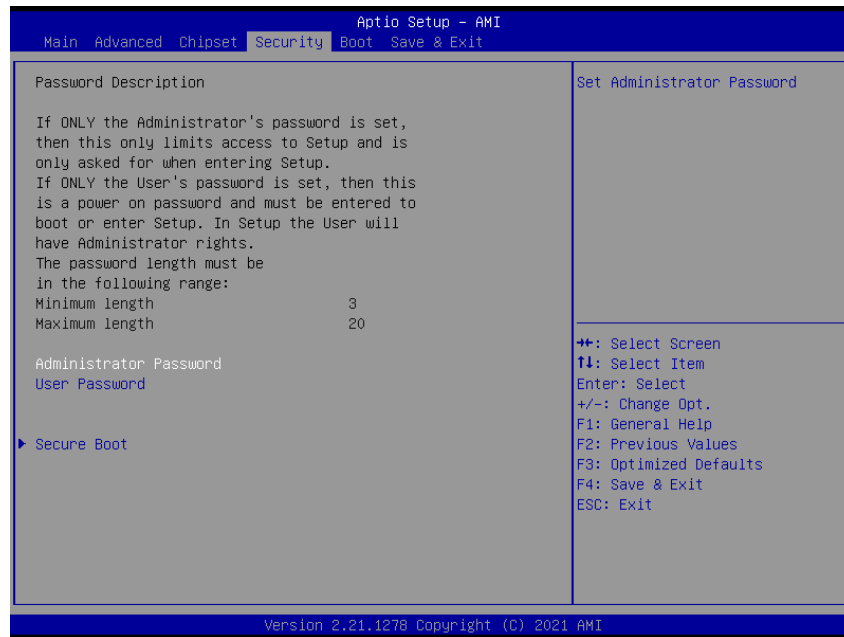 Aptio Setup – AMI
Main Advanced Chipset Security Boot Save & Exit
Password Description
If ONLY the Administrator's password is set,
then this only limits access to Setup and is
only asked for when entering Setup.
If ONLY the User's password is set, then this
is a power on password and must be entered to
boot or enter Setup. In Setup the User will
have Administrator rights.
The password length must be
in the following range:
Minimum length 3
Maximum length 20
Administrator Password
User Password
Secure Boot
Set Administrator Password
→←: Select Screen
↑↓: Select Item
Enter: Select
+/-: Change Opt.
F1: General Help
F2: Previous Values
F3: Optimized Defaults
F4: Save & Exit
ESC: Exit
Version 2.21.1278 Copyright (C) 2021 AMI